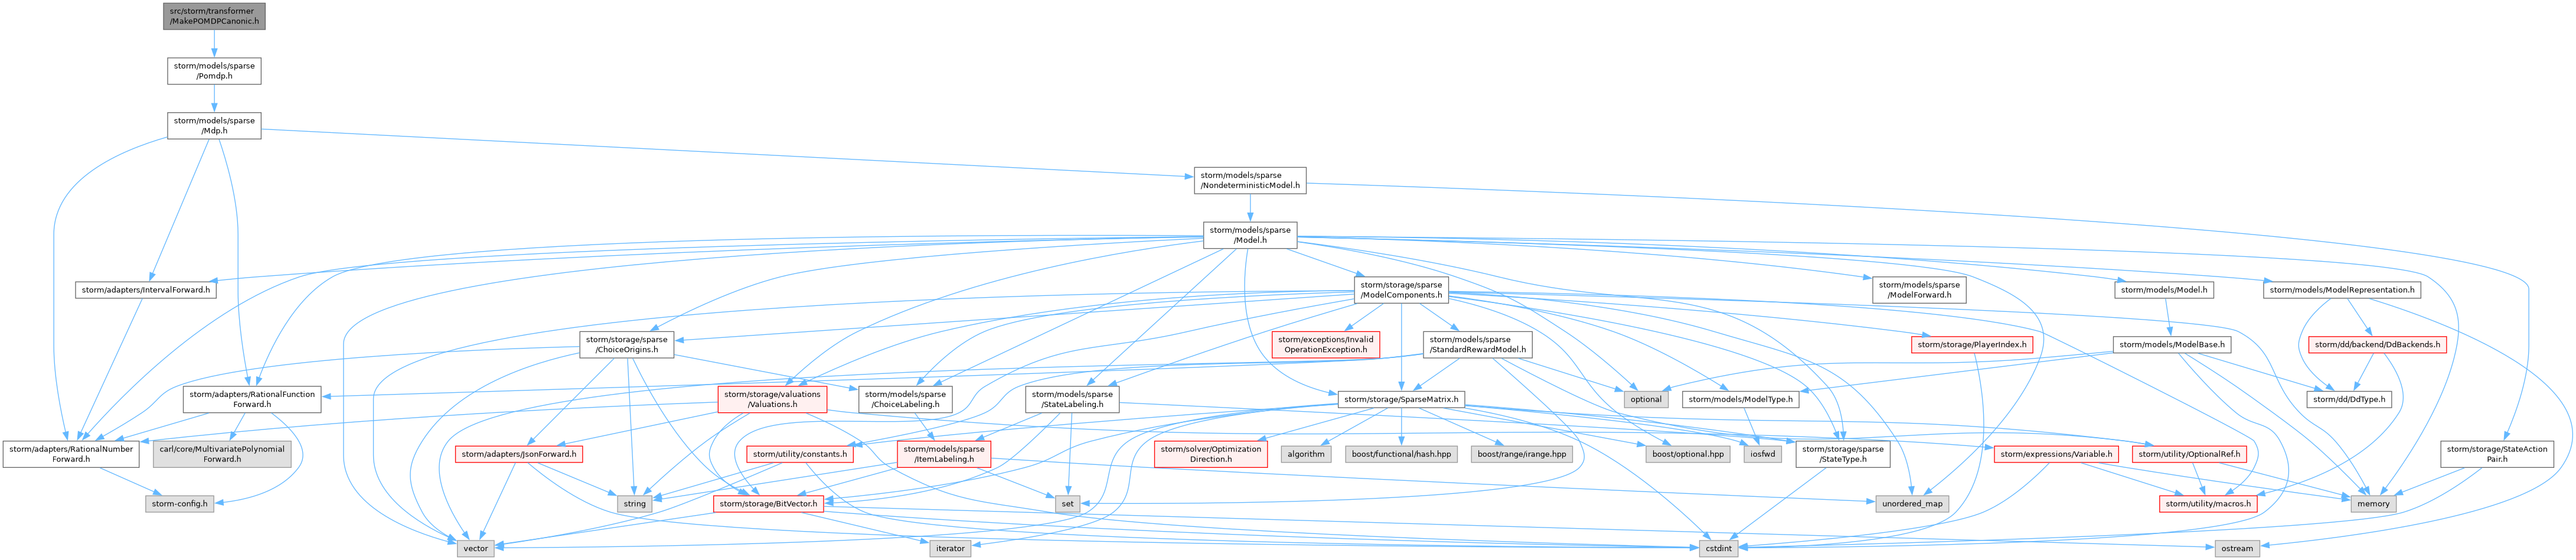 src/storm/transformer
/MakePOMDPCanonic.h
storm/models/sparse
/Pomdp.h
storm/models/sparse
/Mdp.h
storm/models/sparse
/NondeterministicModel.h
storm/models/sparse
/Model.h
storm/adapters/IntervalForward.h
storm/storage/sparse
/ModelComponents.h
storm/models/sparse
/ModelForward.h
storm/models/Model.h
storm/models/ModelRepresentation.h
storm/storage/sparse
/ChoiceOrigins.h
storm/exceptions/Invalid
OperationException.h
storm/models/sparse
/StandardRewardModel.h
storm/storage/PlayerIndex.h
storm/models/ModelBase.h
storm/dd/backend/DdBackends.h
storm/adapters/RationalFunction
Forward.h
storm/storage/valuations
/Valuations.h
storm/models/sparse
/ChoiceLabeling.h
storm/models/sparse
/StateLabeling.h
storm/storage/SparseMatrix.h
optional
storm/models/ModelType.h
storm/dd/DdType.h
storm/adapters/RationalNumber
Forward.h
carl/core/MultivariatePolynomial
Forward.h
storm/adapters/JsonForward.h
storm/utility/constants.h
storm/models/sparse
/ItemLabeling.h
storm/solver/Optimization
Direction.h
algorithm
boost/functional/hash.hpp
boost/range/irange.hpp
boost/optional.hpp
iosfwd
storm/storage/sparse
/StateType.h
storm/expressions/Variable.h
storm/utility/OptionalRef.h
storm/storage/StateAction
Pair.h
storm-config.h
string
storm/storage/BitVector.h
set
unordered_map
storm/utility/macros.h
memory
vector
iterator
cstdint
ostream